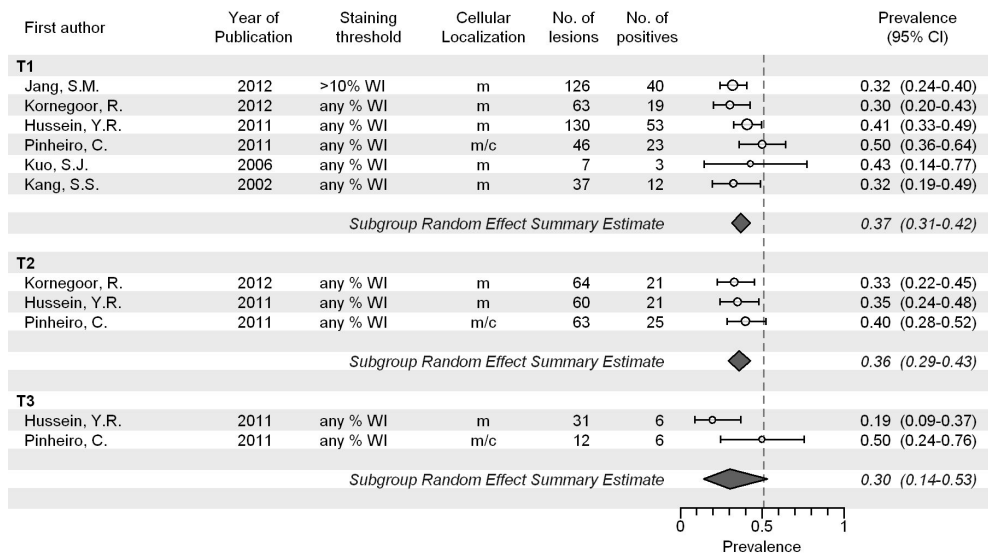 First author Year of Publication Staining threshold Cellular Localization No. of lesions No. of positives Prevalence (95% CI)
T1
Jang, S.M. 2012 >10% WI m 126 40 0.32 (0.24-0.40)
Kornegoor, R. 2012 any % WI m 63 19 0.30 (0.20-0.43)
Hussein, Y.R. 2011 any % WI m 130 53 0.41 (0.33-0.49)
Pinheiro, C. 2011 any % WI m/c 46 23 0.50 (0.36-0.64)
Kuo, S.J. 2006 any % WI m 7 3 0.43 (0.14-0.77)
Kang, S.S. 2002 any % WI m 37 12 0.32 (0.19-0.49)
Subgroup Random Effect Summary Estimate 0.37 (0.31-0.42)
T2
Kornegoor, R. 2012 any % WI m 64 21 0.33 (0.22-0.45)
Hussein, Y.R. 2011 any % WI m 60 21 0.35 (0.24-0.48)
Pinheiro, C. 2011 any % WI m/c 63 25 0.40 (0.28-0.52)
Subgroup Random Effect Summary Estimate 0.36 (0.29-0.43)
T3
Hussein, Y.R. 2011 any % WI m 31 6 0.19 (0.09-0.37)
Pinheiro, C. 2011 any % WI m/c 12 6 0.50 (0.24-0.76)
Subgroup Random Effect Summary Estimate 0.30 (0.14-0.53)
0 0.5 1
Prevalence